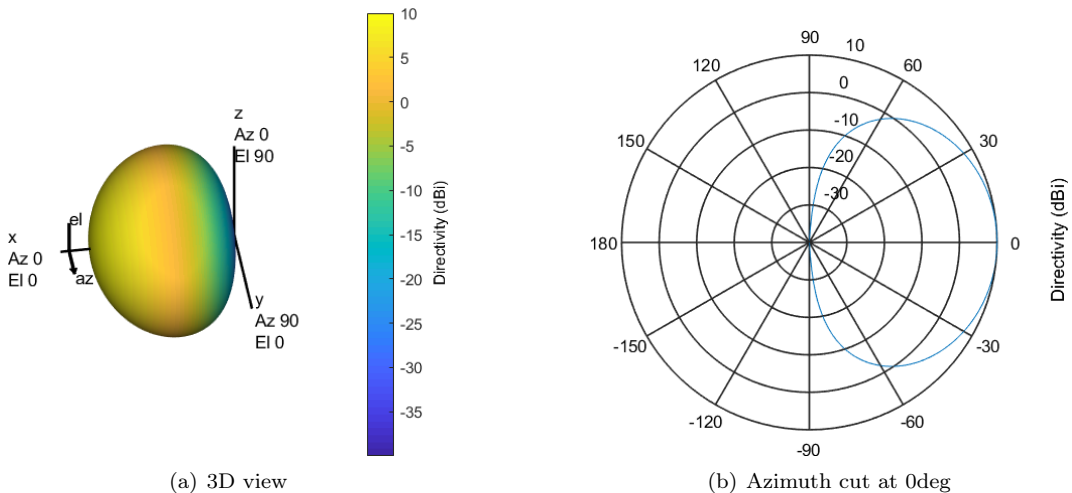 z
Az 0
El 90
el
x
Az 0
El 0
az
y
Az 90
El 0
10
5
0
-5
-10
-15
-20
-25
-30
-35
Directivity (dBi)
90
10
120
60
0
-10
150
30
-20
-30
180
0
-150
-30
-120
-60
-90
Directivity (dBi)
(a) 3D view
(b) Azimuth cut at 0deg